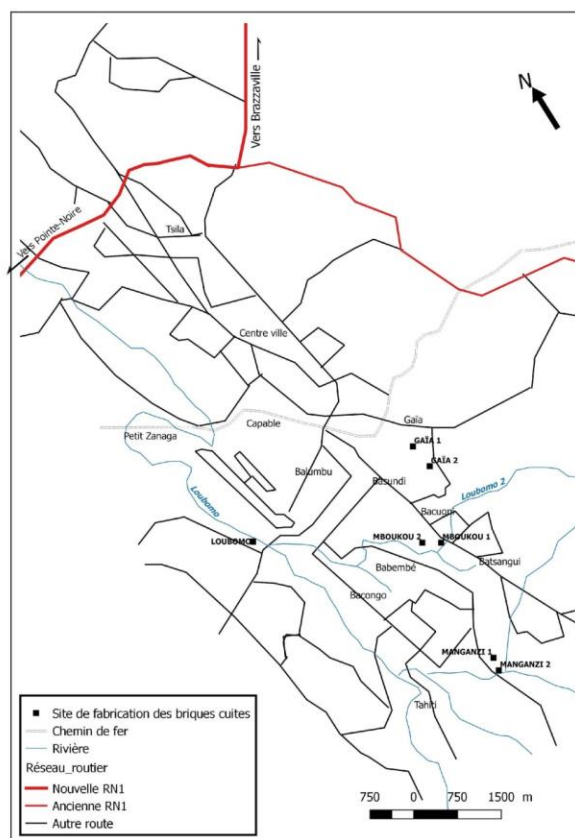 Vers Brazzaville
N
Vers Pointe-Noire
Tsila
Centre ville
Petit Zanaga
Capable
Gaïa
GAÏA 1
GAÏA 2
Balumbu
Basundi
Loubomo
Loubomo 2
Bacuon
LOUBOMO
MBOUKOU 2
MBOUKOU 1
Babembé
Batsangui
Bacongo
MANGANZI 1
MANGANZI 2
Tahiti
Site de fabrication des briques cuites
Chemin de fer
Rivière
Réseau_routier
Nouvelle RN1
Ancienne RN1
Autre route
750 0 750 1500 m